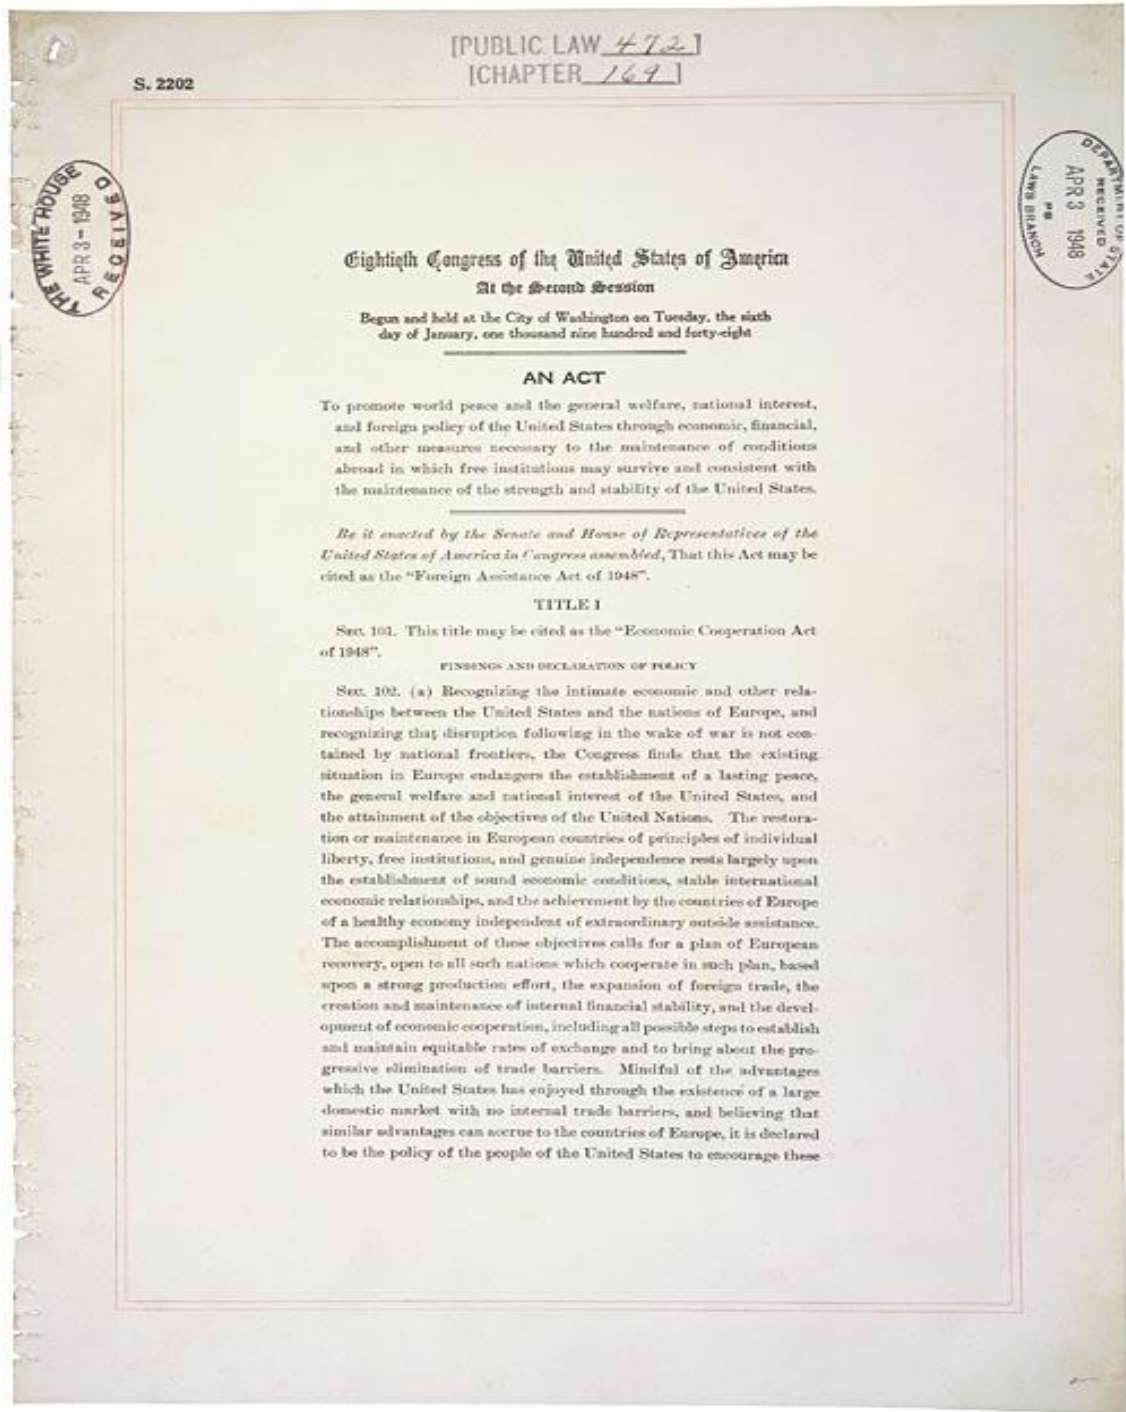 [PUBLIC LAW 472]
[CHAPTER 169]
S. 2202
THE WHITE HOUSE
APR 3 - 1948
RECEIVED
DEPARTMENT OF STATE
RECEIVED
APR 3 1948
PB
LAWS BRANCH
Eightieth Congress of the United States of America
At the Second Session
Begun and held at the City of Washington on Tuesday, the sixth
day of January, one thousand nine hundred and forty-eight
AN ACT
To promote world peace and the general welfare, national interest,
and foreign policy of the United States through economic, financial,
and other measures necessary to the maintenance of conditions
abroad in which free institutions may survive and consistent with
the maintenance of the strength and stability of the United States.
Be it enacted by the Senate and House of Representatives of the
United States of America in Congress assembled, That this Act may be
cited as the "Foreign Assistance Act of 1948".
TITLE I
SEC. 101. This title may be cited as the "Economic Cooperation Act
of 1948".
FINDINGS AND DECLARATION OF POLICY
SEC. 102. (a) Recognizing the intimate economic and other rela-
tionships between the United States and the nations of Europe, and
recognizing that disruption following in the wake of war is not con-
tained by national frontiers, the Congress finds that the existing
situation in Europe endangers the establishment of a lasting peace,
the general welfare and national interest of the United States, and
the attainment of the objectives of the United Nations. The restora-
tion or maintenance in European countries of principles of individual
liberty, free institutions, and genuine independence rests largely upon
the establishment of sound economic conditions, stable international
economic relationships, and the achievement by the countries of Europe
of a healthy economy independent of extraordinary outside assistance.
The accomplishment of these objectives calls for a plan of European
recovery, open to all such nations which cooperate in such plan, based
upon a strong production effort, the expansion of foreign trade, the
creation and maintenance of internal financial stability, and the devel-
opment of economic cooperation, including all possible steps to establish
and maintain equitable rates of exchange and to bring about the pro-
gressive elimination of trade barriers. Mindful of the advantages
which the United States has enjoyed through the existence of a large
domestic market with no internal trade barriers, and believing that
similar advantages can accrue to the countries of Europe, it is declared
to be the policy of the people of the United States to encourage these